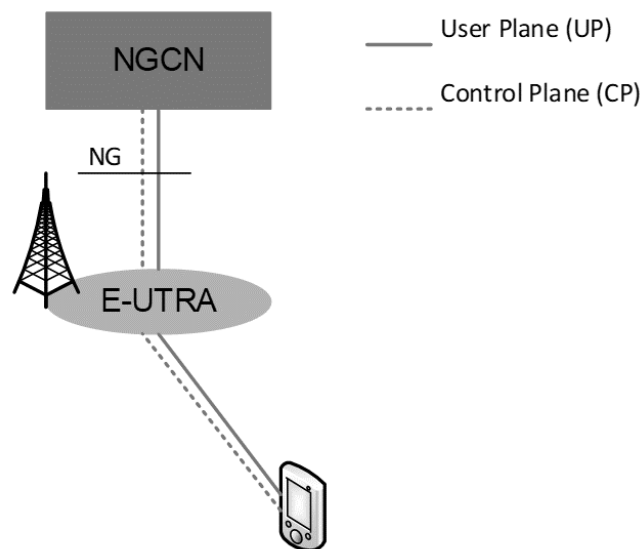 NGCN
User Plane (UP)
Control Plane (CP)
NG
E-UTRA